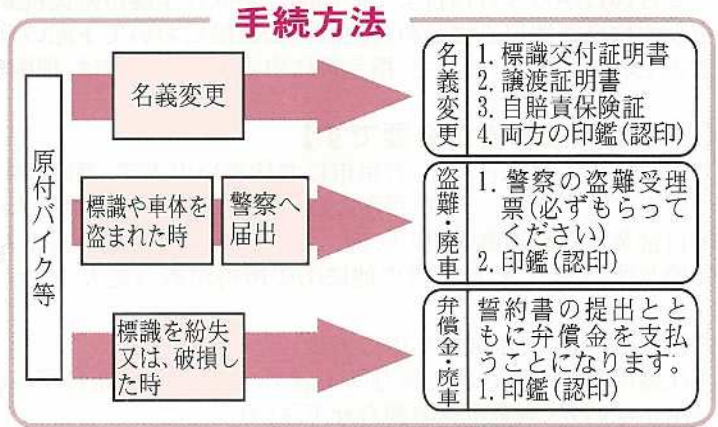 手続方法
原付バイク等
名義変更
名義変更
1. 標識交付証明書
2. 譲渡証明書
3. 自賠責保険証
4. 両方の印鑑(認印)
標識や車体を
盗まれた時
警察へ
届出
盗難・廃車
1. 警察の盗難受理
票(必ずもらって
ください)
2. 印鑑(認印)
標識を紛失
又は、破損し
た時
弁償金・廃車
誓約書の提出とと
もに弁償金を支払
うことになります。
1. 印鑑(認印)